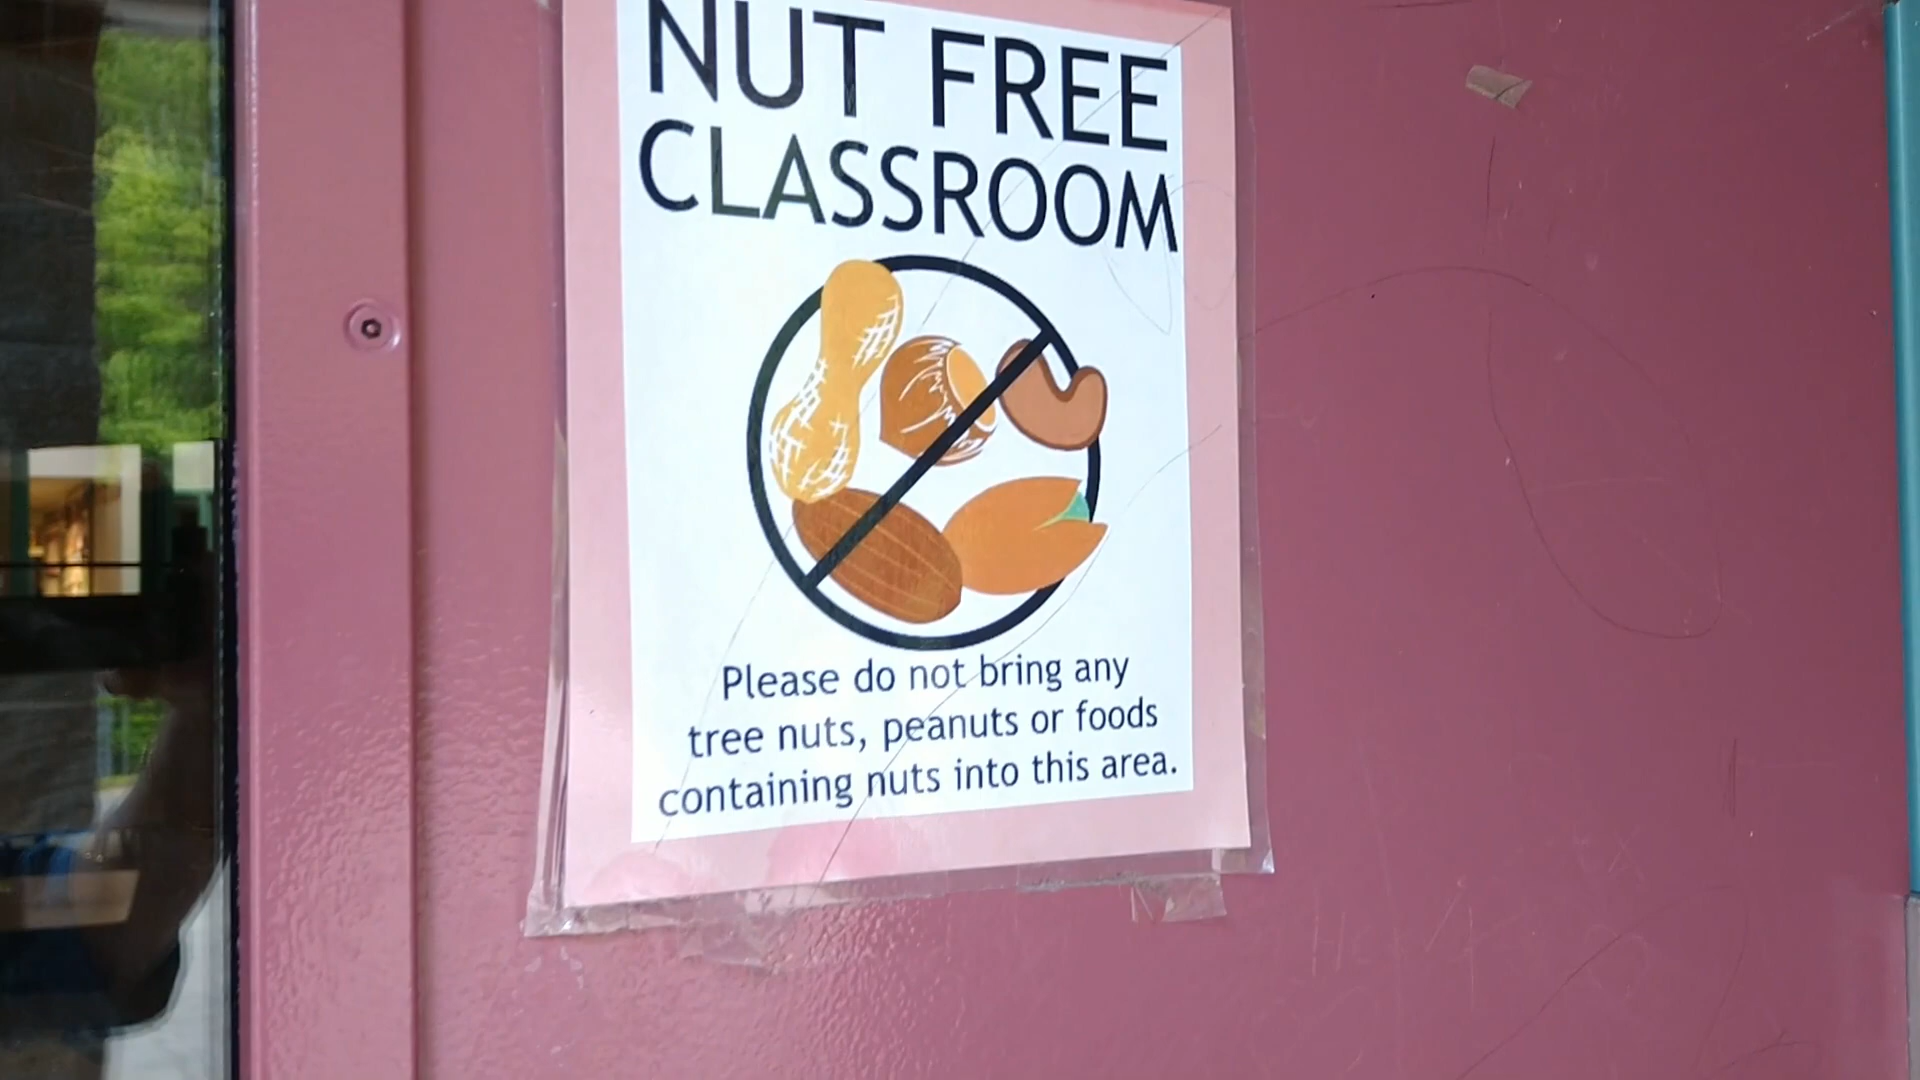 NUT FREE
CLASSROOM
Please do not bring any
tree nuts, peanuts or foods
containing nuts into this area.